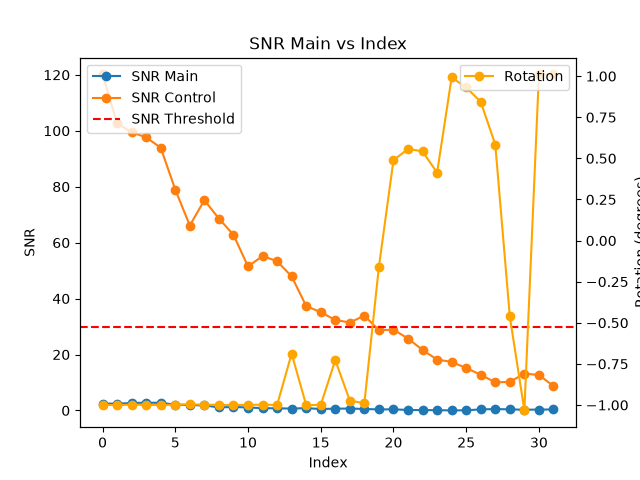 SNR Main vs Index
SNR Main
SNR Control
SNR Threshold
Rotation
120
100
80
60
40
20
0
SNR
1.00
0.75
0.50
0.25
0.00
−0.25
−0.50
−0.75
−1.00
Rotation (degrees)
0 5 10 15 20 25 30
Index